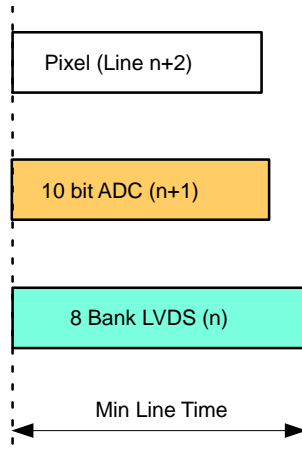 Pixel (Line n+2)
10 bit ADC (n+1)
8 Bank LVDS (n)
Min Line Time